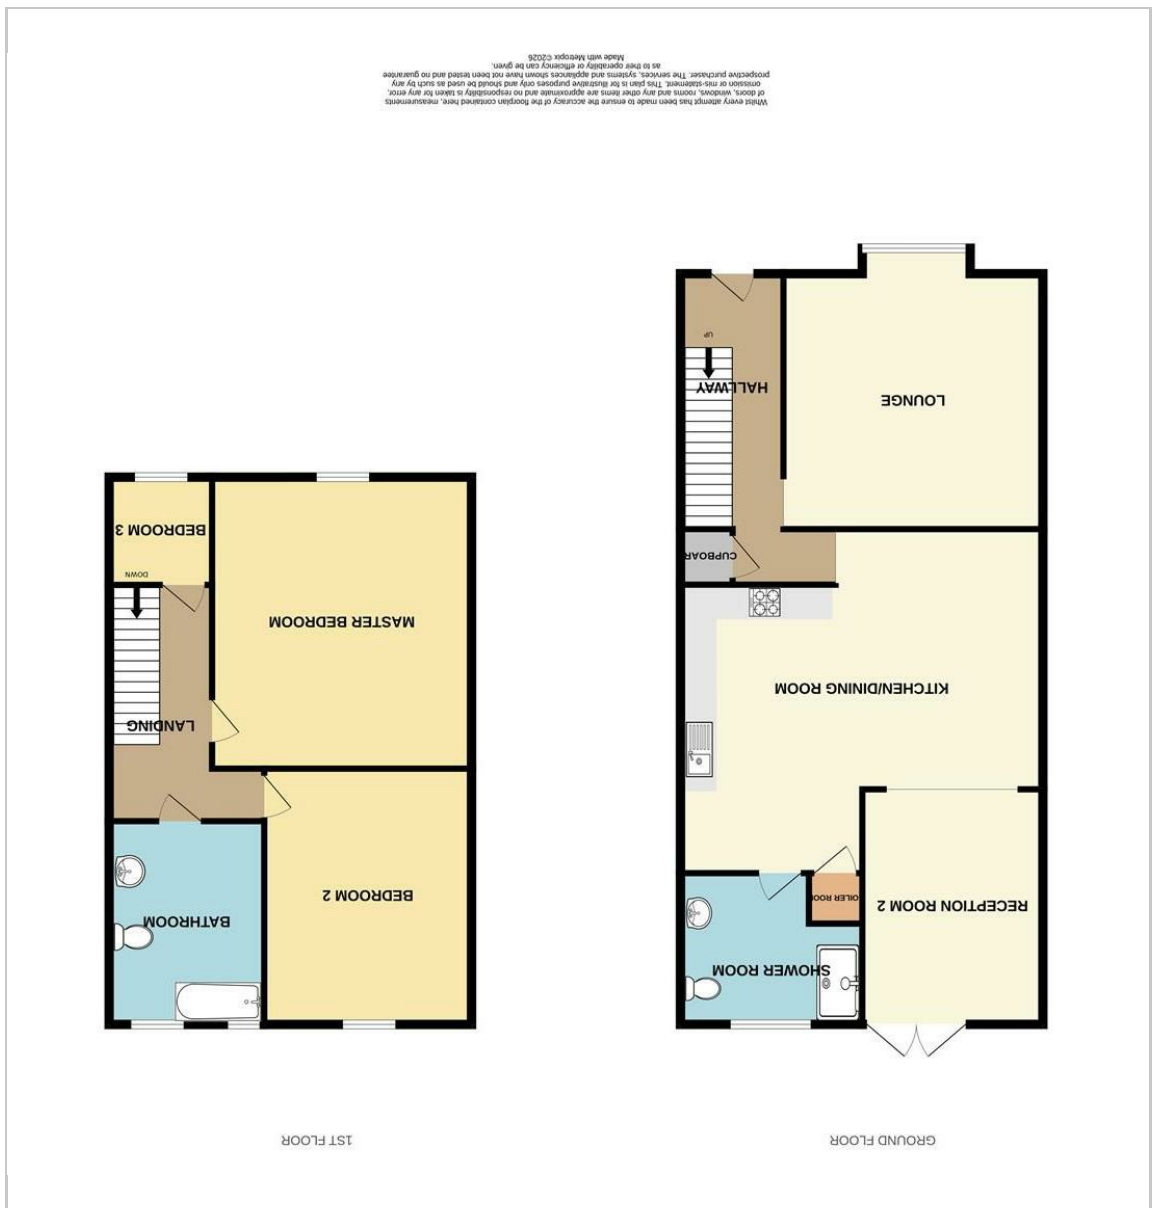 GROUND FLOOR
1ST FLOOR
RECEPTION ROOM 2
SHOWER ROOM
OILER ROOM
KITCHEN/DINING ROOM
CUPBOAR
LOUNGE
HALLWAY
UP
BEDROOM 2
BATHROOM
LANDING
MASTER BEDROOM
DOWN
BEDROOM 3
Whilst every attempt has been made to ensure the accuracy of the floorplan contained here, measurements
of doors, windows, rooms and any other items are approximate and no responsibility is taken for any error,
omission or mis-statement. This plan is for illustrative purposes only and should be used as such by any
prospective purchaser. The services, systems and appliances shown have not been tested and no guarantee
as to their operability or efficiency can be given.
Made with Metropix ©2026